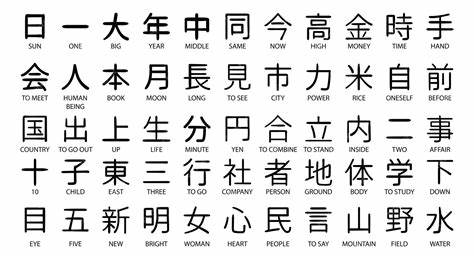 日 一 大 年 中 同 今 高 金 時 手
SUN ONE BIG YEAR MIDDLE SAME NOW HIGH MONEY TIME HAND
会 人 本 月 長 見 市 力 米 自 前
TO MEET HUMAN BEING BOOK MOON LONG TO SEE CITY POWER RICE ONESELF BEFORE
国 出 上 生 分 円 合 立 内 二 事
COUNTRY TO GO OUT UP LIFE MINUTE YEN TO COMBINE TO STAND INSIDE TWO AFFAIR
十 子 東 三 行 社 者 地 体 学 下
10 CHILD EAST THREE TO GO COMPANY PERSON GROUND BODY TO STUDY DOWN
目 五 新 明 女 心 民 言 山 野 水
EYE FIVE NEW BRIGHT WOMAN HEART PEOPLE TO SAY MOUNTAIN FIELD WATER